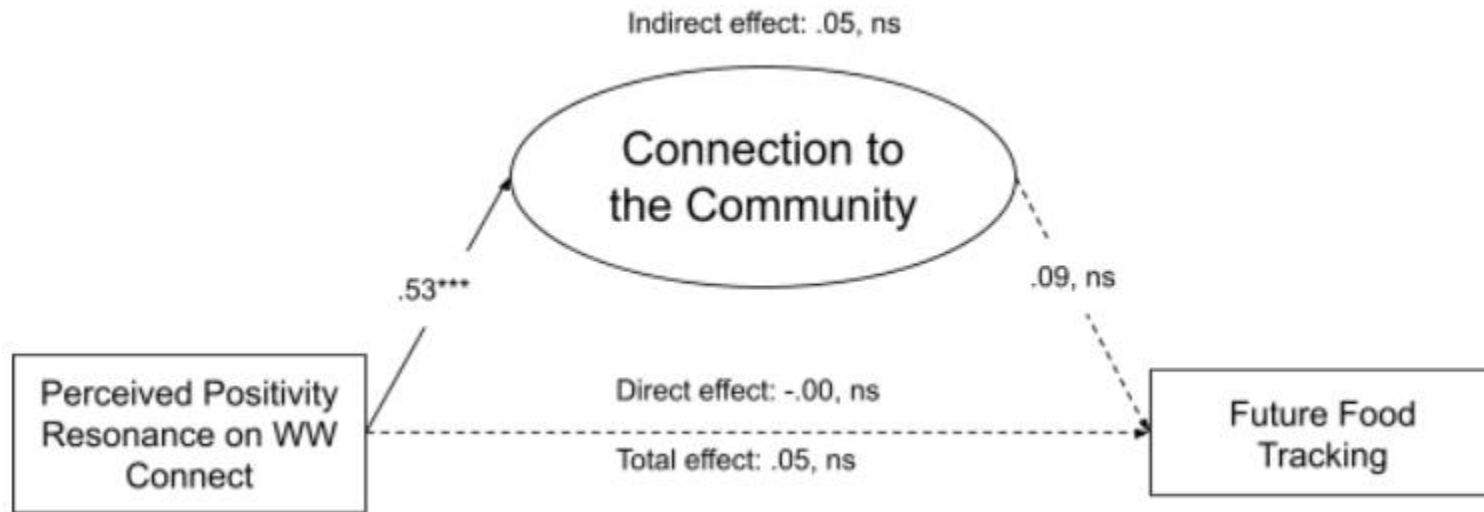 Indirect effect: .05, ns
Connection to
the Community
.53***
.09, ns
Perceived Positivity
Resonance on WW
Connect
Direct effect: -.00, ns
Total effect: .05, ns
Future Food
Tracking